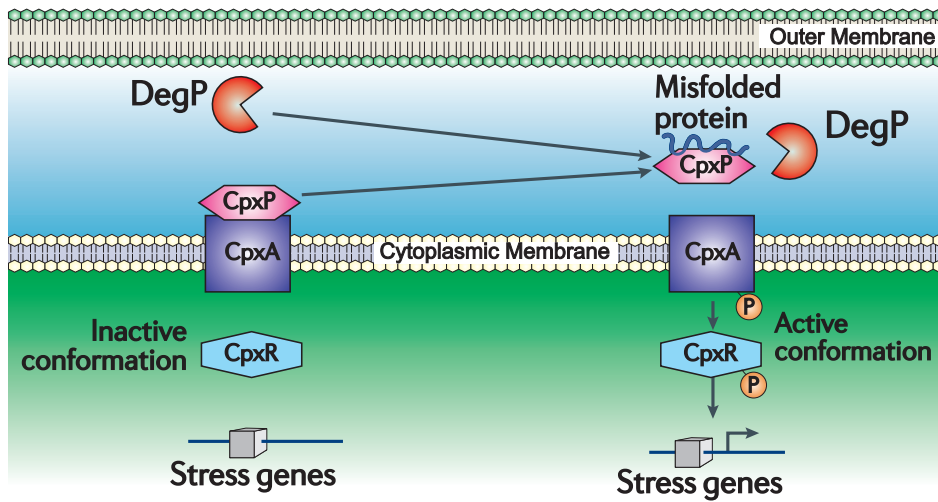 Outer Membrane
DegP
Misfolded
protein
DegP
CpxP
CpxP
CpxA
Cytoplasmic Membrane
CpxA
P
Inactive
conformation
CpxR
Active
conformation
CpxR
P
Stress genes
Stress genes